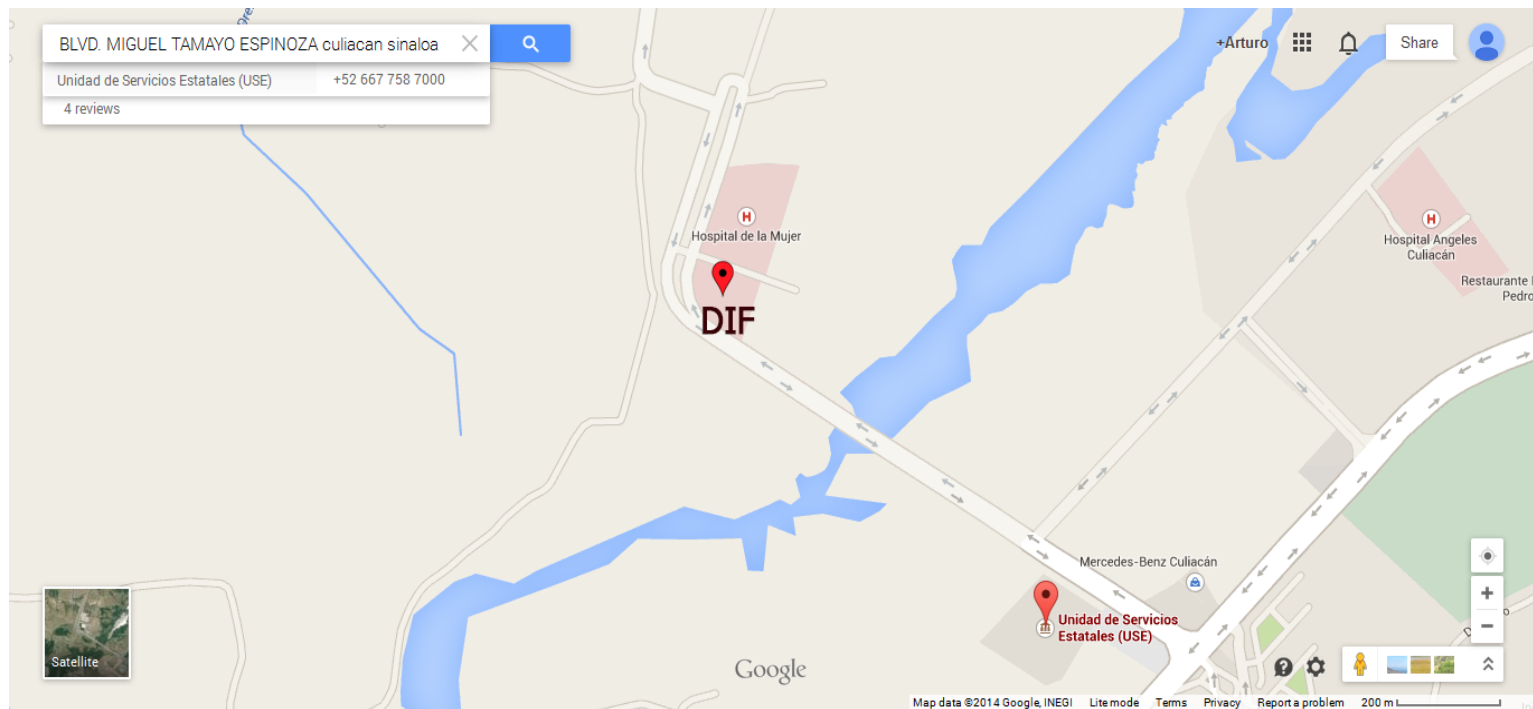 BLVD. MIGUEL TAMAYO ESPINOZA culiacan sinaloa
Unidad de Servicios Estatales (USE) +52 667 758 7000
4 reviews
+Arturo
Share
H
Hospital de la Mujer
DIF
H
Hospital Angeles
Culiacán
Restaurante
Pedro
Mercedes-Benz Culiacán
Unidad de Servicios
Estatales (USE)
Satellite
Google
+
−
?
Map data ©2014 Google, INEGI Lite mode Terms Privacy Report a problem 200 m